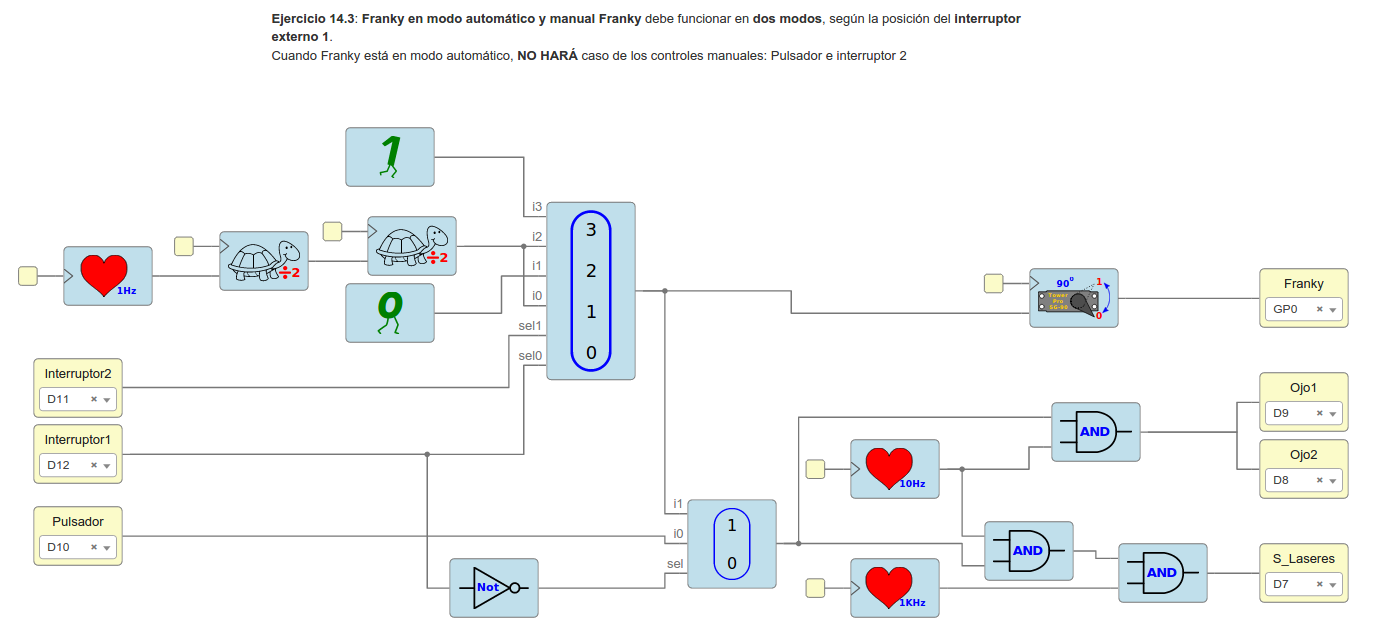 Ejercicio 14.3: Franky en modo automático y manual Franky debe funcionar en dos modos, según la posición del interruptor
externo 1.
Cuando Franky está en modo automático, NO HARÁ caso de los controles manuales: Pulsador e interruptor 2
1
i3
3
i2
÷2
÷2
2
i1
1Hz
0
i0
1
sel1
0
sel0
90º
1
Tower
Pro
SG-90
0
Franky
GP0
Interruptor2
D11
Interruptor1
D12
Pulsador
D10
Not
i1
1
i0
0
sel
10Hz
1KHz
AND
AND
AND
Ojo1
D9
Ojo2
D8
S_Laseres
D7